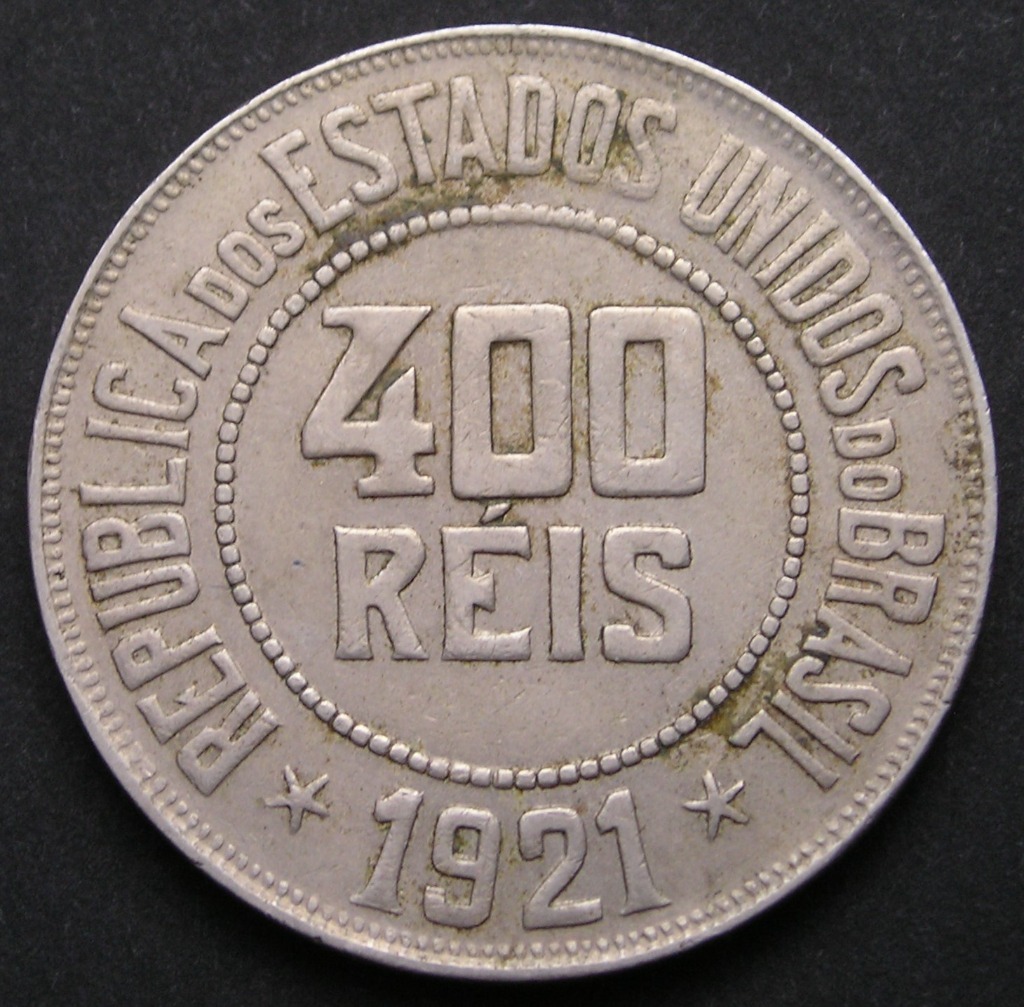 REPUBLICA DOS ESTADOS UNIDOS DO BRASIL
400
RÉIS
★ 1921 ★